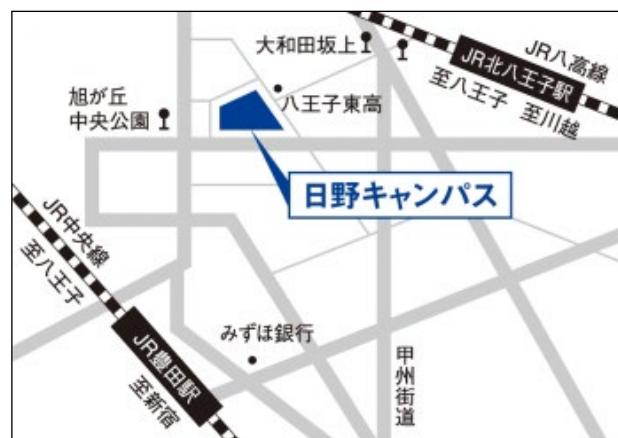 大和田坂上
JR八高線
JR北八王子駅
至八王子 至川越
旭が丘
中央公園
八王子東高
日野キャンパス
JR中央線
至八王子
みずほ銀行
JR豊田駅
至新宿
甲州街道